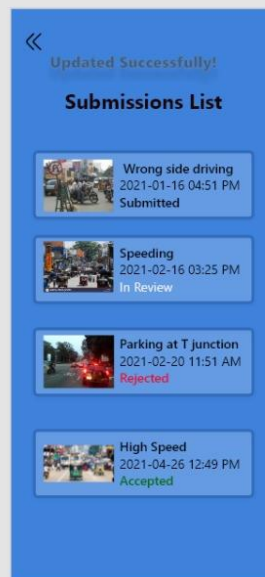 Updated Successfully!
Submissions List
Wrong side driving
2021-01-16 04:51 PM
Submitted
Speeding
2021-02-16 03:25 PM
In Review
Parking at T junction
2021-02-20 11:51 AM
Rejected
High Speed
2021-04-26 12:49 PM
Accepted